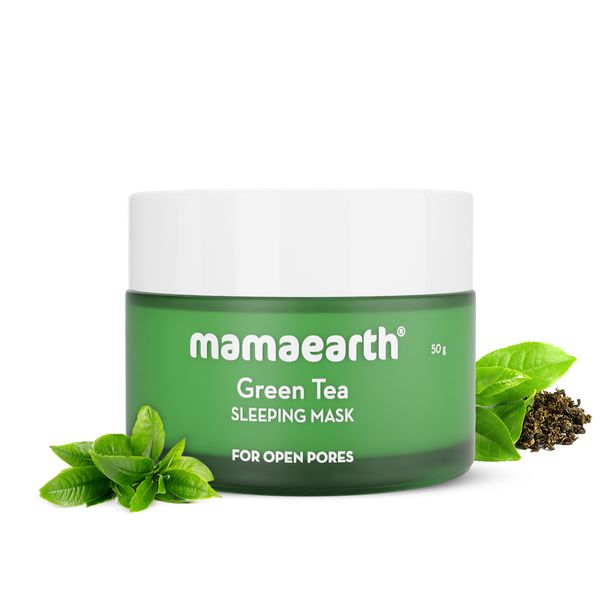 mamaearth®
50 g
Green Tea
SLEEPING MASK
FOR OPEN PORES